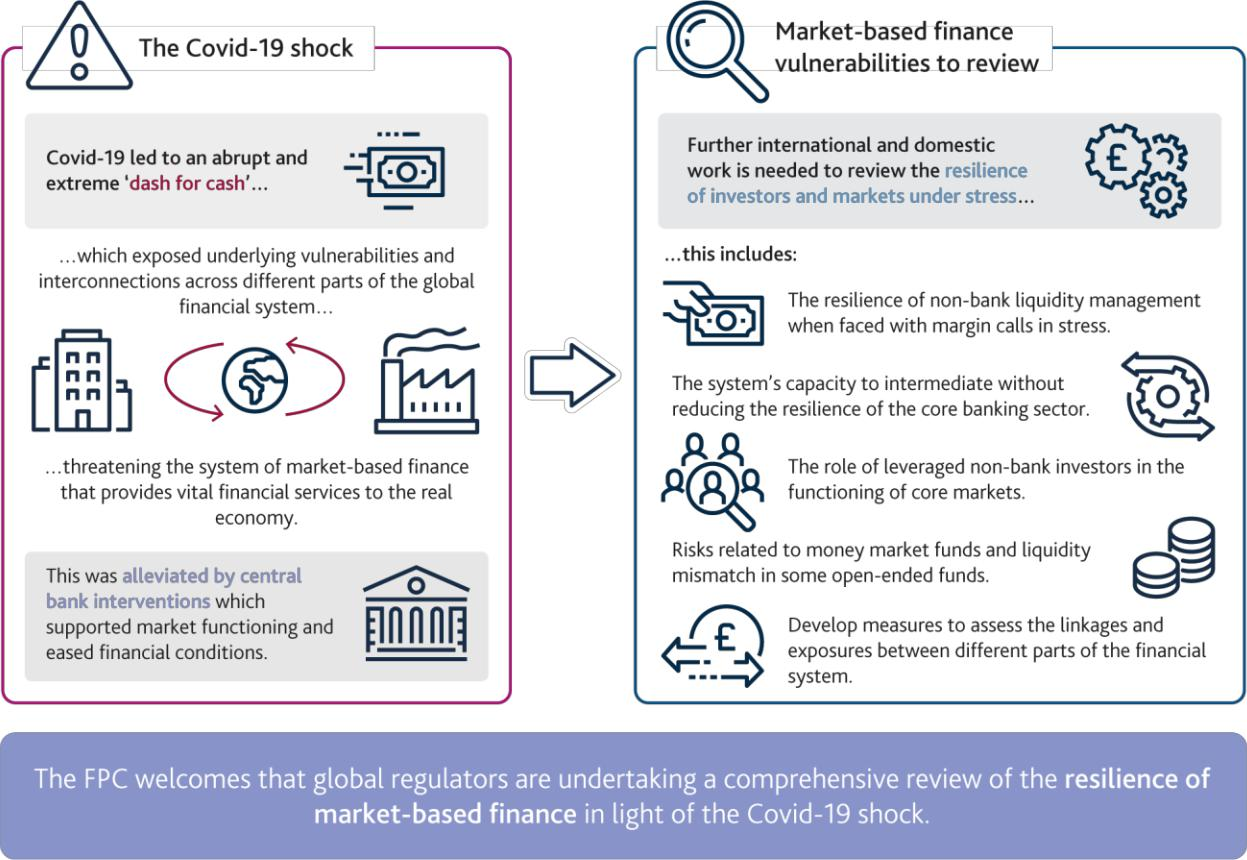 The Covid-19 shock
Covid-19 led to an abrupt and
extreme ‘dash for cash’...
...which exposed underlying vulnerabilities and
interconnections across different parts of the global
financial system...
...threatening the system of market-based finance
that provides vital financial services to the real
economy.
This was alleviated by central
bank interventions which
supported market functioning and
eased financial conditions.
Market-based finance
vulnerabilities to review
Further international and domestic
work is needed to review the resilience
of investors and markets under stress...
£
...this includes:
The resilience of non-bank liquidity management
when faced with margin calls in stress.
The system’s capacity to intermediate without
reducing the resilience of the core banking sector.
The role of leveraged non-bank investors in the
functioning of core markets.
Risks related to money market funds and liquidity
mismatch in some open-ended funds.
£
Develop measures to assess the linkages and
exposures between different parts of the financial
system.
The FPC welcomes that global regulators are undertaking a comprehensive review of the resilience of
market-based finance in light of the Covid-19 shock.